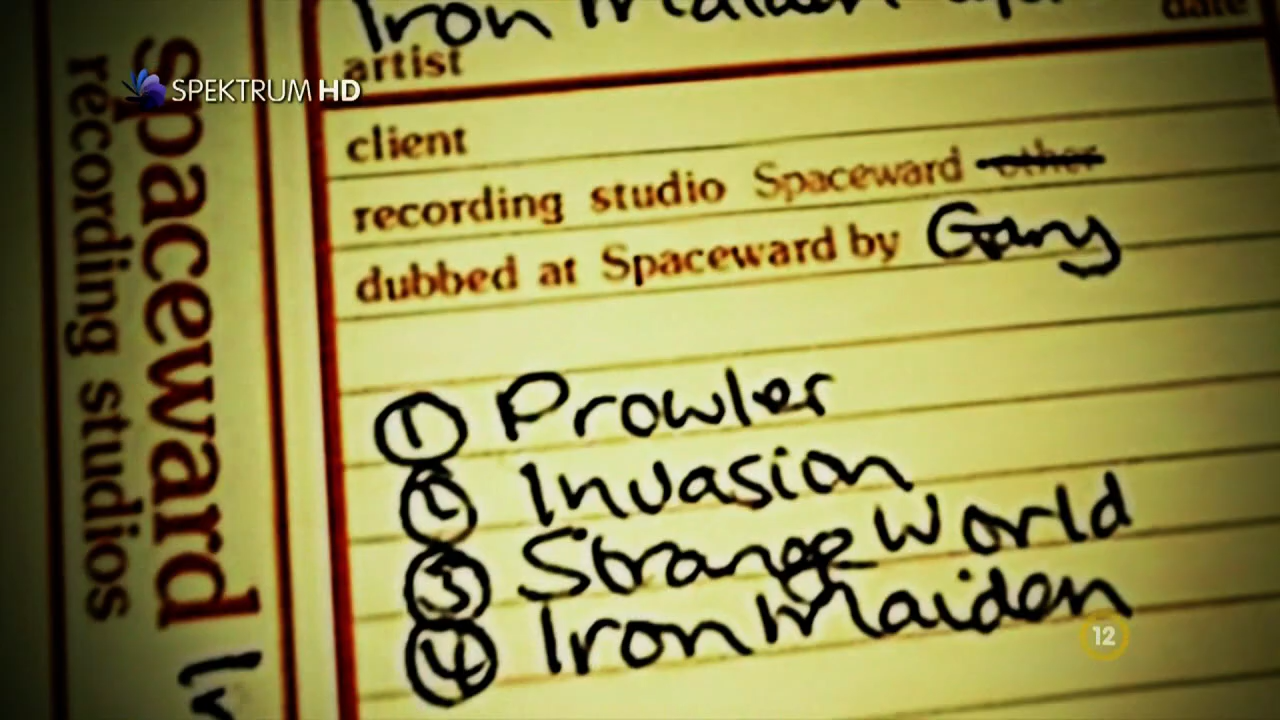 Iron Maiden
date
artist
SPEKTRUM HD
client
recording studio Spaceward other
dubbed at Spaceward by Gary
① Prowler
② Invasion
③ Strange World
④ Iron Maiden
spaceward
recording studios
12